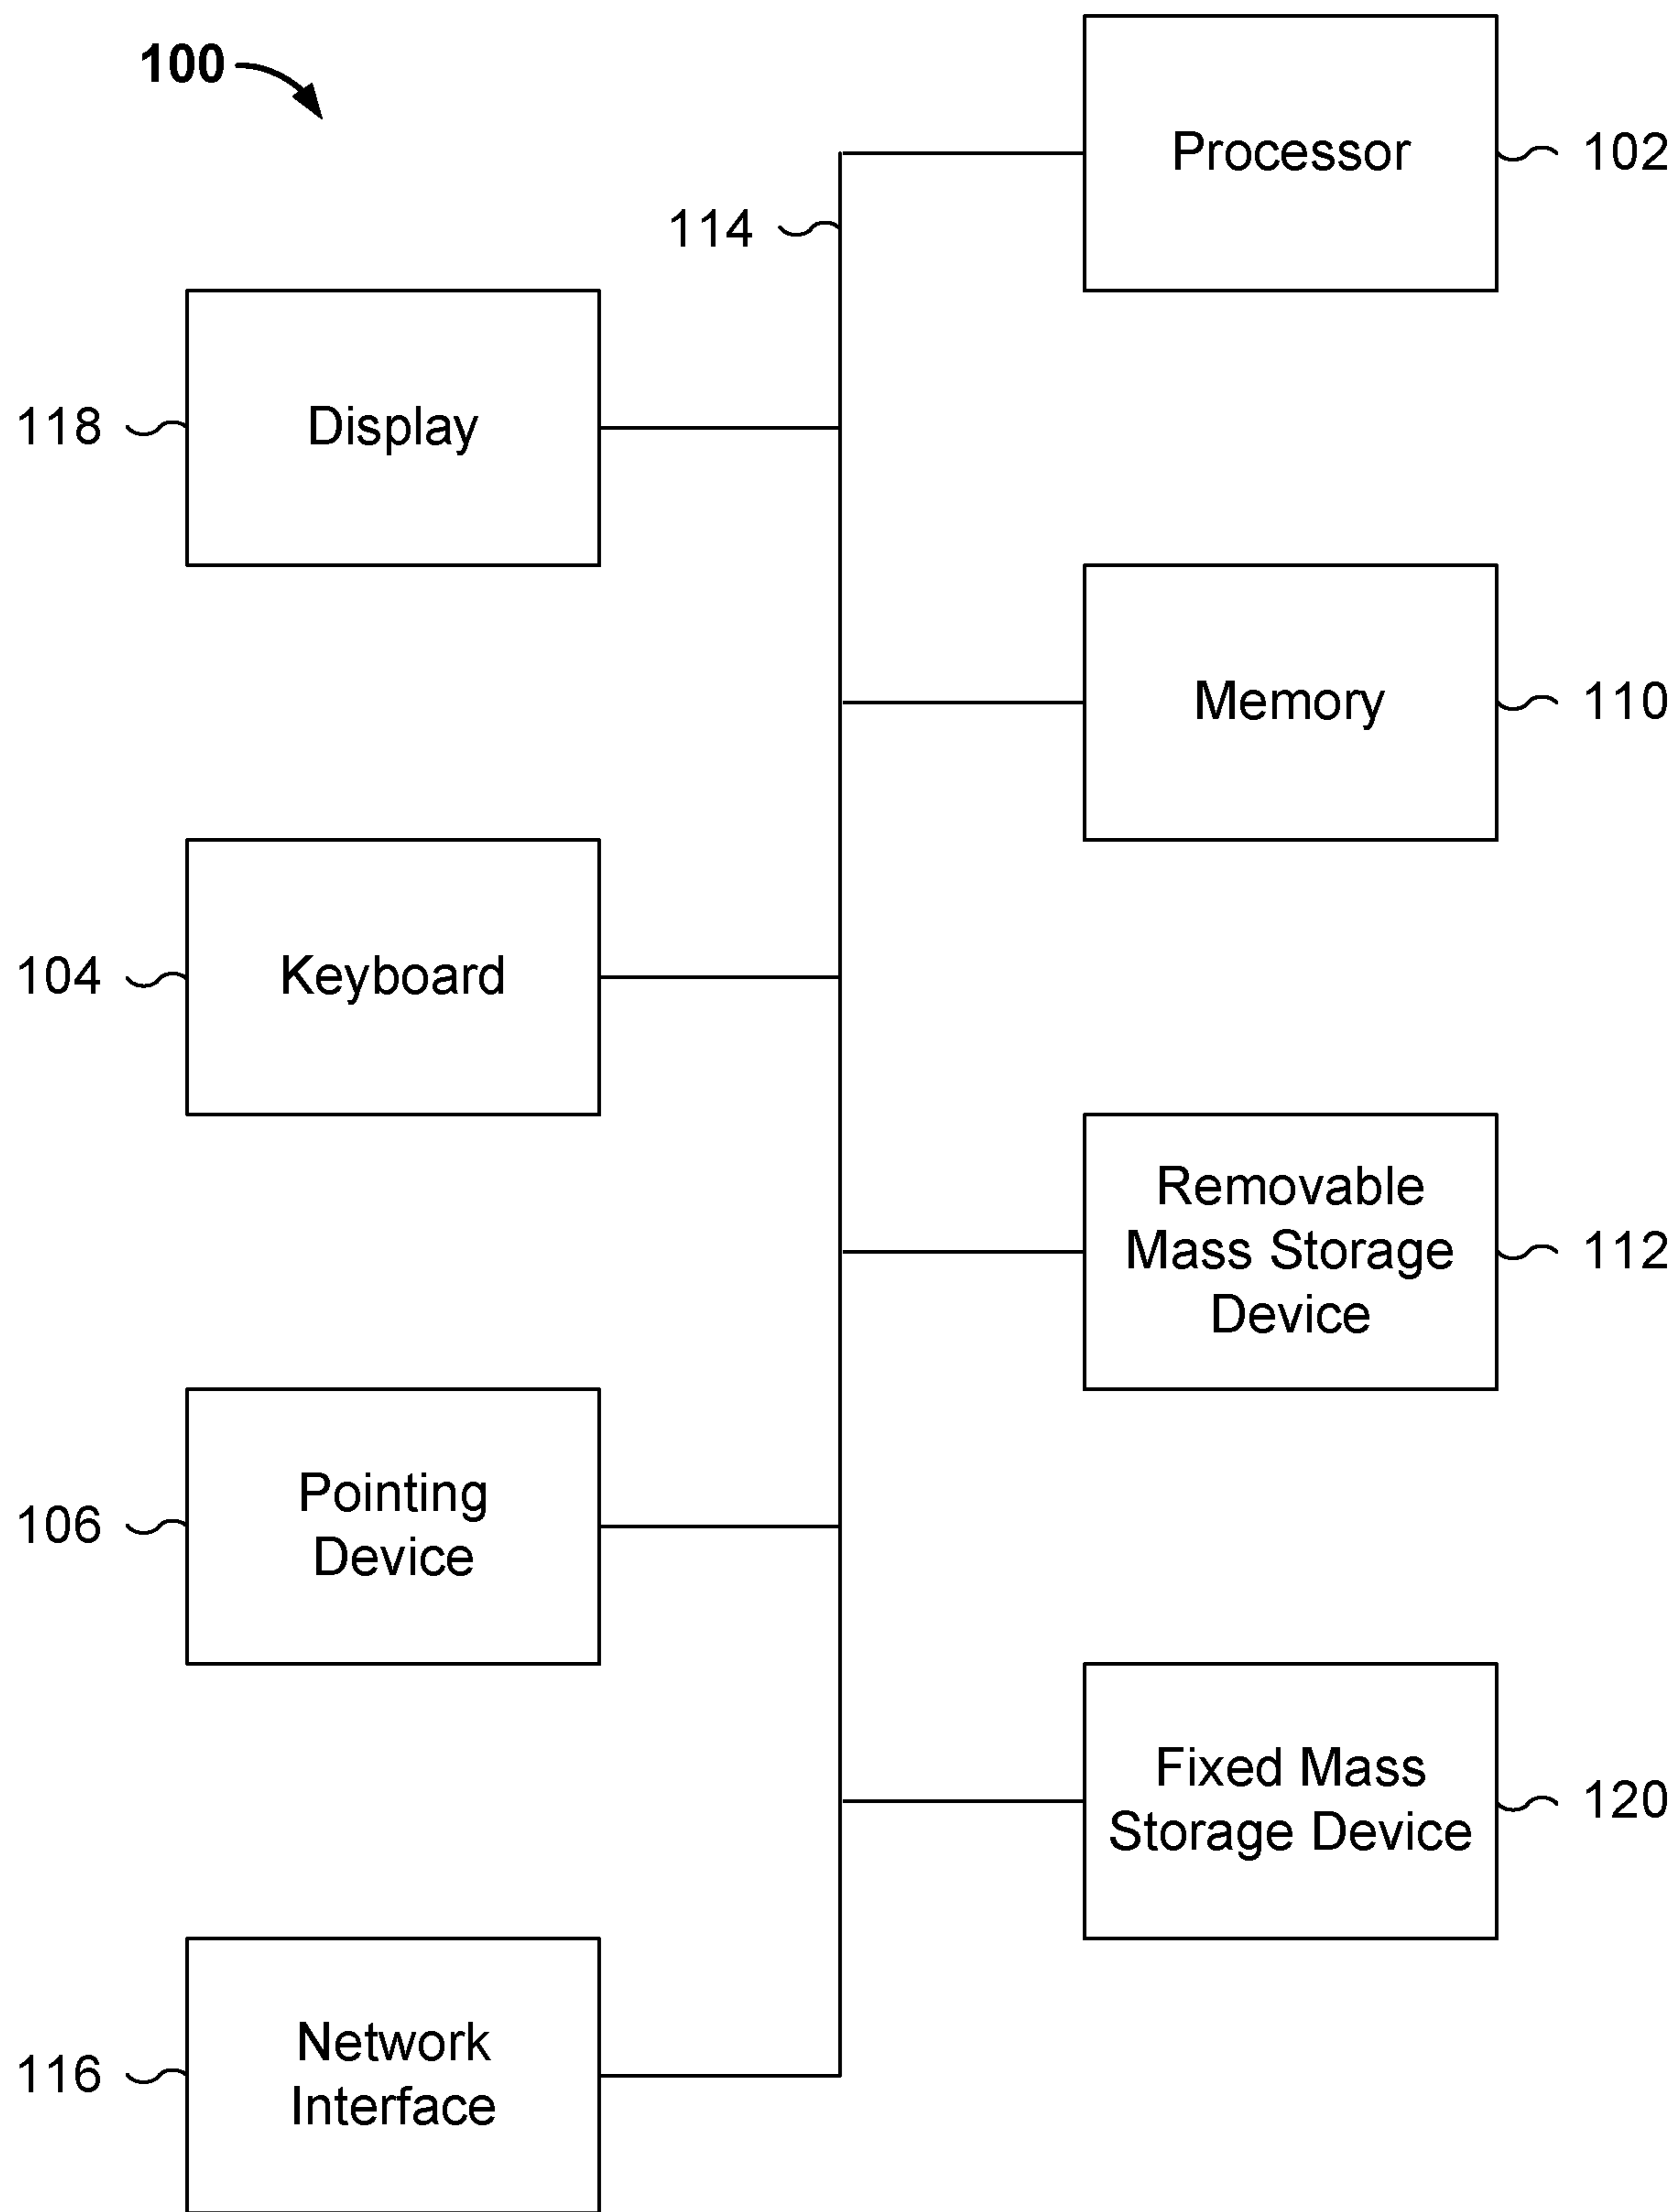 100
Processor
102
114
118
Display
Memory
110
104
Keyboard
Removable
Mass Storage
Device
112
106
Pointing
Device
Fixed Mass
Storage Device
120
116
Network
Interface